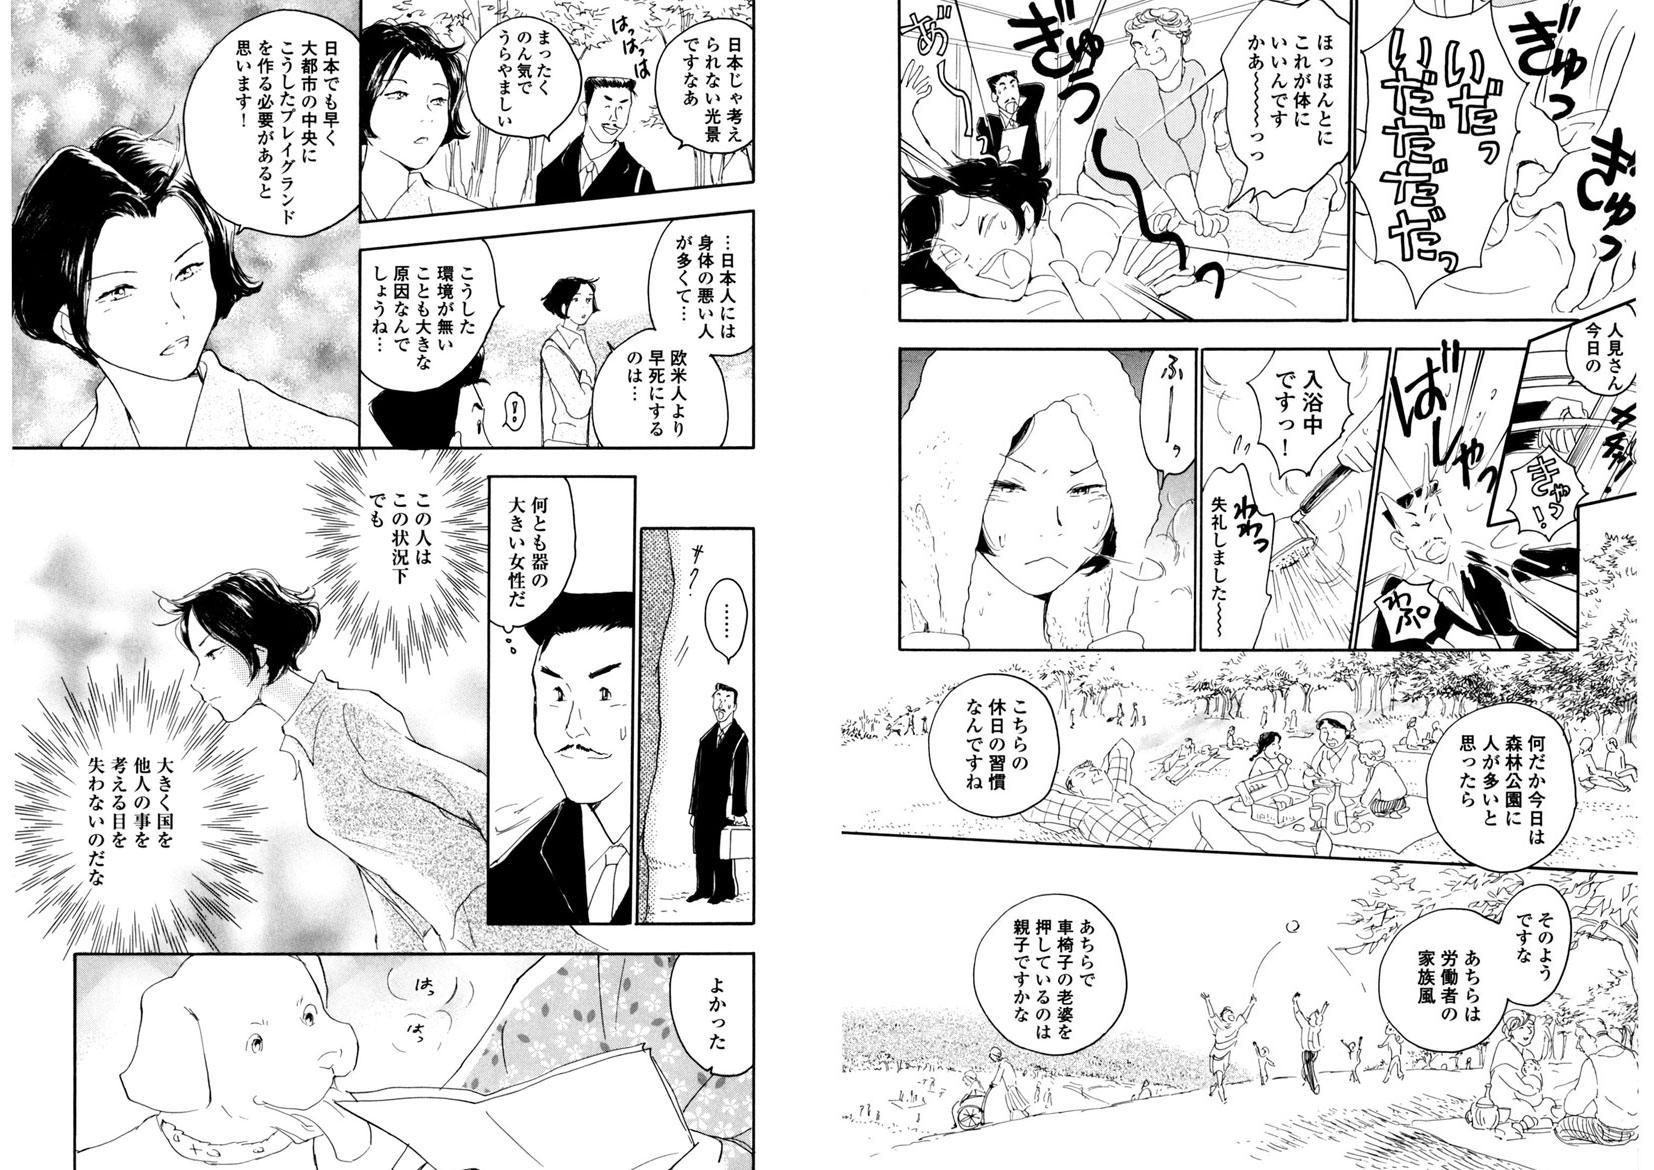 ぎゅっ
ぎゅっ
いだっ
いだだだだだっ
ほっほんとに
これが体に
いいんです
かあ～～～～っっ
ぎゅっ
あ゛～～っ
人見さん
今日の
きゃっ!
ばしゃっ
わぷ
入浴中
ですっ!
わわっ
失礼しました～～
ふーっ
何だか今日は
森林公園に
人が多いと
思ったら
こちらの
休日の習慣
なんですね
そのよう
ですな
あちらは
労働者の
家族風
あちらで
車椅子の老婆を
押しているのは
親子ですかな
日本じゃ考え
られない光景
ですなあ
はっはっは
まったく
のん気で
うらやましい
日本でも早く
大都市の中央に
こうしたプレイグランド
を作る必要があると
思います!
…日本人には
身体の悪い人
が多くて…
欧米人より
早死にする
のは…
こうした
環境が無い
ことも大きな
原因なんで
しょうね…
!
……
何とも器の
大きい女性だ
この人は
この状況下
でも
大きく国を
他人の事を
考える目を
失わないのだな
よかった
はっ
はっ